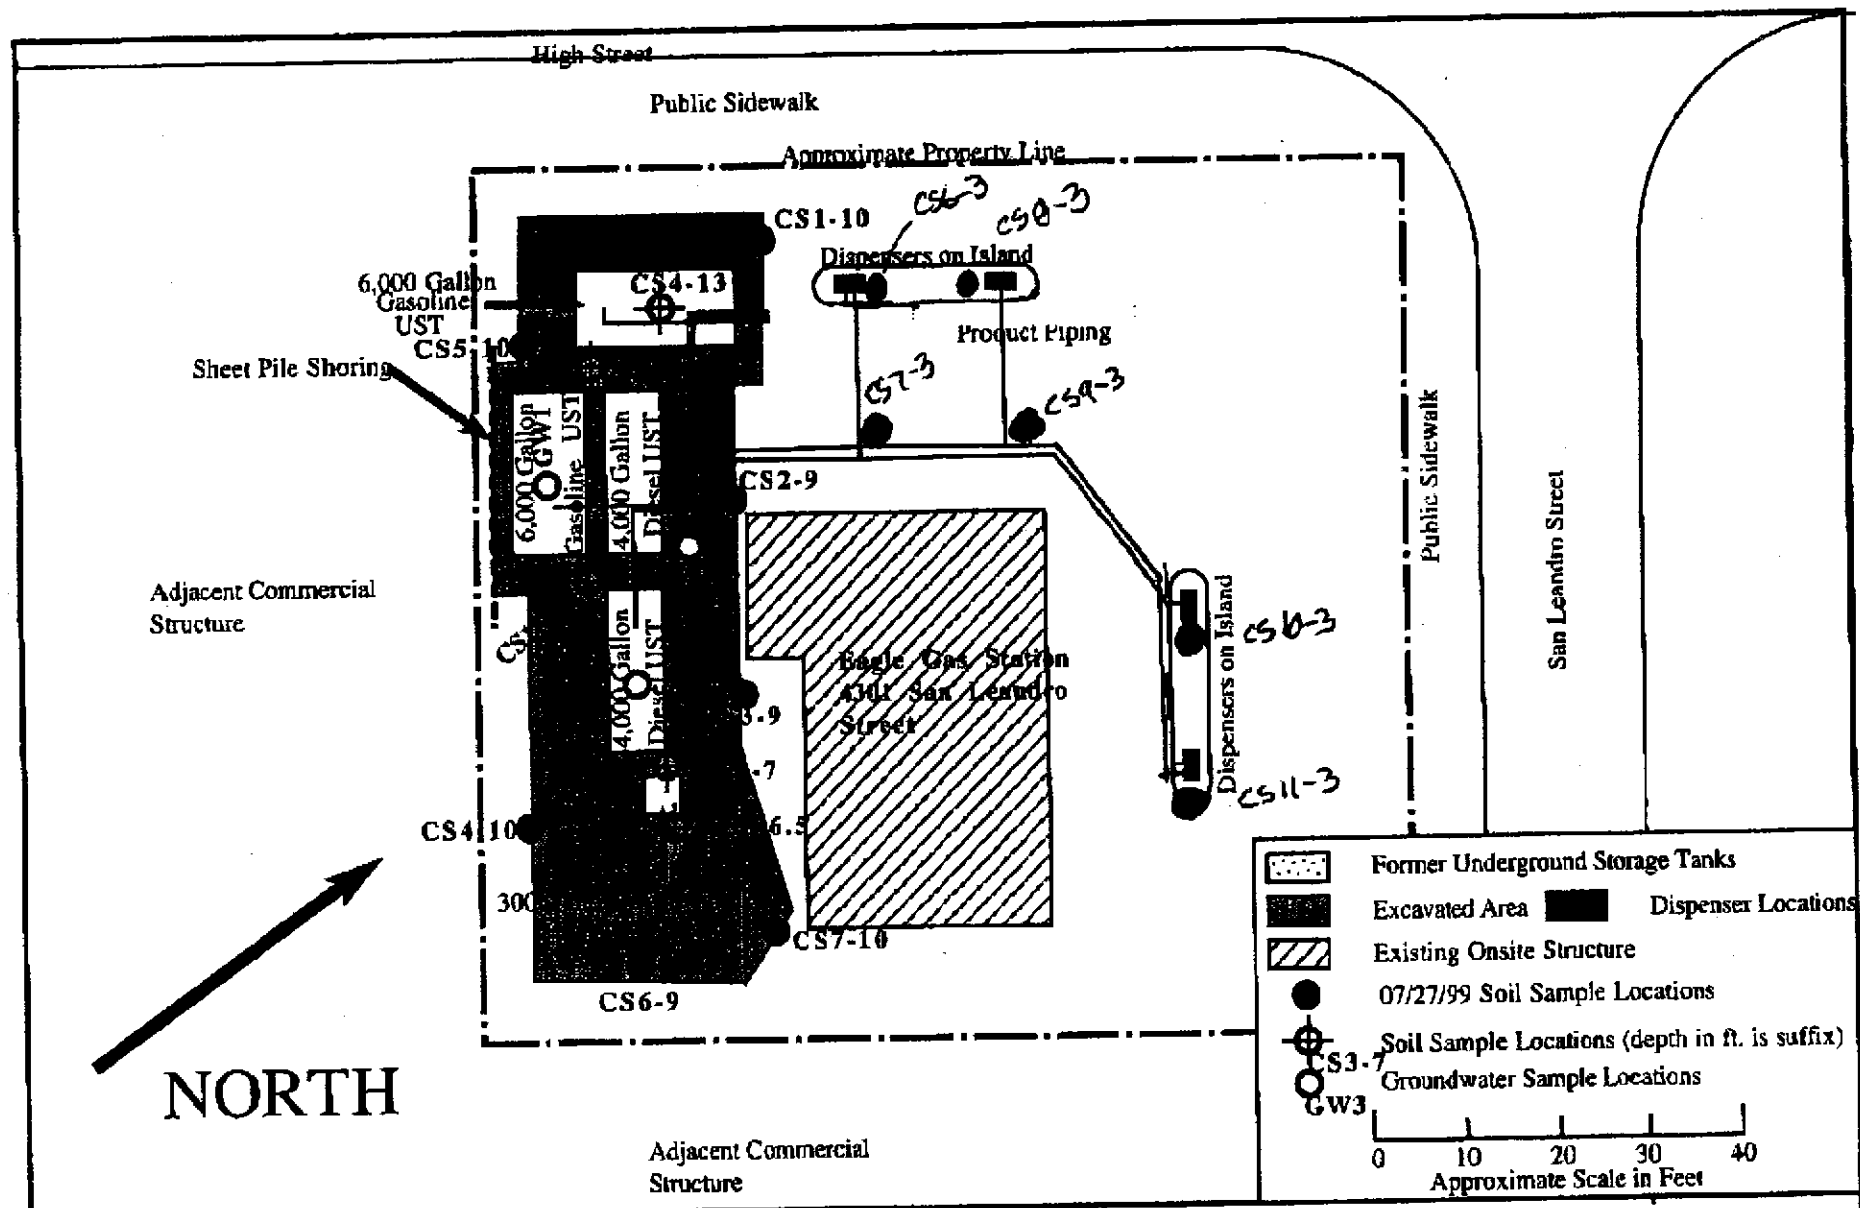 High Street
Public Sidewalk
Approximate Property Line
CS6-3
CS8-3
CS1-10
Dispensers on Island
6,000 Gallon
Gasoline
UST
CS4-13
CS5-10
Product Piping
Sheet Pile Shoring
CS7-3
CS9-3
6,000 Gallon
GW1
Gasoline UST
4,000 Gallon
Diesel UST
CS2-9
Public Sidewalk
San Leandro Street
Adjacent Commercial
Structure
4,000 Gallon
Diesel UST
3-9
-7
6.5
Eagle Gas Station
4301 San Leandro
Street
Dispensers on Island
CS10-3
CS11-3
CS4-10
300
CS7-10
CS6-9
NORTH
Adjacent Commercial
Structure
Former Underground Storage Tanks
Excavated Area
Dispenser Locations
Existing Onsite Structure
07/27/99 Soil Sample Locations
Soil Sample Locations (depth in ft. is suffix)
CS3-7
Groundwater Sample Locations
GW3
0 10 20 30 40
Approximate Scale in Feet